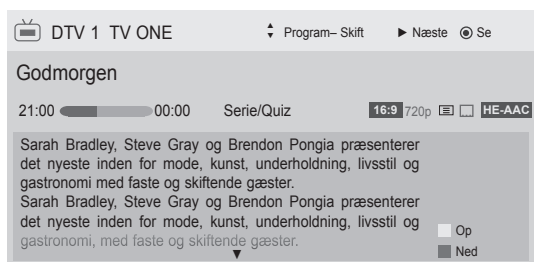 DTV 1 TV ONE Program– Skift Næste Se
Godmorgen
21:00 00:00 Serie/Quiz 16:9 720p HE-AAC
Sarah Bradley, Steve Gray og Brendon Pongia præsenterer
det nyeste inden for mode, kunst, underholdning, livsstil og
gastronomi med faste og skiftende gæster.
Sarah Bradley, Steve Gray og Brendon Pongia præsenterer
det nyeste inden for mode, kunst, underholdning, livsstil og
gastronomi, med faste og skiftende gæster.
Op
Ned